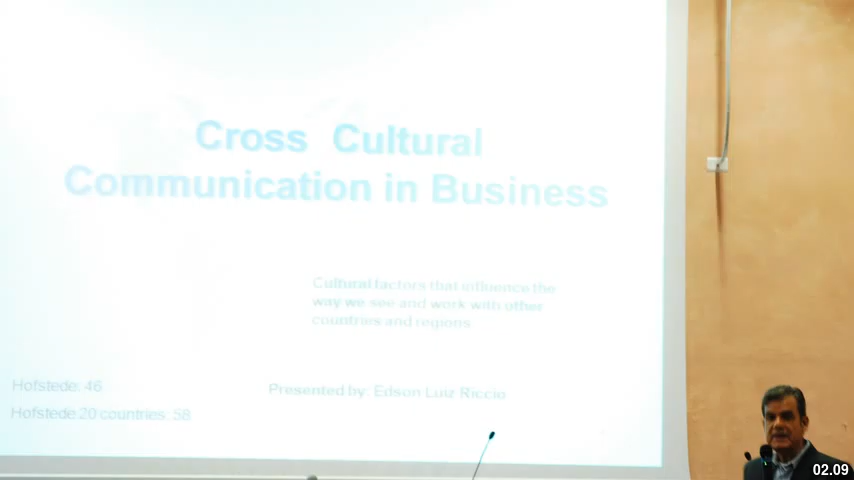 Cross Cultural
Communication in Business
Cultural factors that influence the
way we see and work with other
countries and regions
Hofstede: 46
Presented by: Edson Luiz Riccio
Hofstede 20 countries: 58
02.09